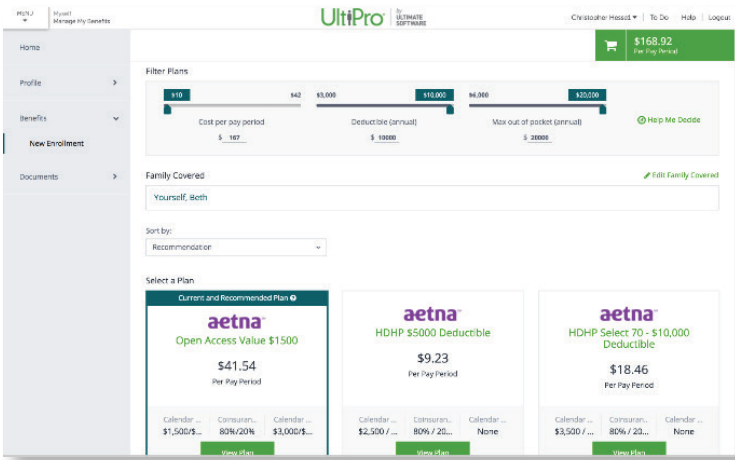 MENU
Myself
Manage My Benefits
UltiPro by ULTIMATE SOFTWARE
Christopher Hessel
To Do
Help
Logout
$168.92
Per Pay Period
Home
Profile
Benefits
New Enrollment
Documents
Filter Plans
$10 $42 $3,000 $10,000 $6,000 $20,000
Cost per pay period Deductible (annual) Max out of pocket (annual)
$ 167 $ 10000 $ 20000
Help Me Decide
Family Covered
Edit Family Covered
Yourself, Beth
Sort by:
Recommendation
Select a Plan
Current and Recommended Plan
aetna
Open Access Value $1500
$41.54
Per Pay Period
Calendar ... Coinsuran... Calendar ...
$1,500/$... 80%/20% $3,000/$...
View Plan
aetna
HDHP $5000 Deductible
$9.23
Per Pay Period
Calendar ... Coinsuran... Calendar ...
$2,500 / ... 80% / 20... None
View Plan
aetna
HDHP Select 70 - $10,000
Deductible
$18.46
Per Pay Period
Calendar ... Coinsuran... Calendar ...
$3,500 / ... 80% / 20... None
View Plan